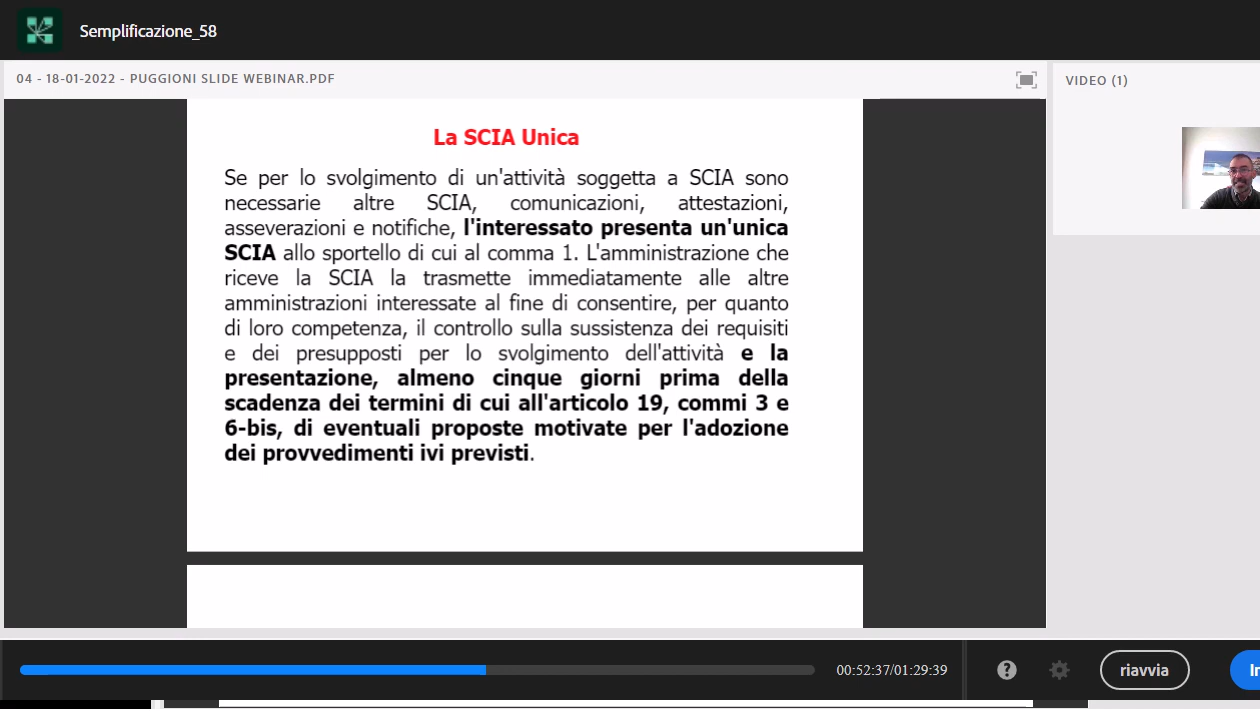 Semplificazione_58
04 - 18-01-2022 - PUGGIONI SLIDE WEBINAR.PDF
VIDEO (1)
La SCIA Unica
Se per lo svolgimento di un'attività soggetta a SCIA sono
necessarie altre SCIA, comunicazioni, attestazioni,
asseverazioni e notifiche, l'interessato presenta un'unica
SCIA allo sportello di cui al comma 1. L'amministrazione che
riceve la SCIA la trasmette immediatamente alle altre
amministrazioni interessate al fine di consentire, per quanto
di loro competenza, il controllo sulla sussistenza dei requisiti
e dei presupposti per lo svolgimento dell'attività e la
presentazione, almeno cinque giorni prima della
scadenza dei termini di cui all'articolo 19, commi 3 e
6-bis, di eventuali proposte motivate per l'adozione
dei provvedimenti ivi previsti.
00:52:37/01:29:39
riavvia